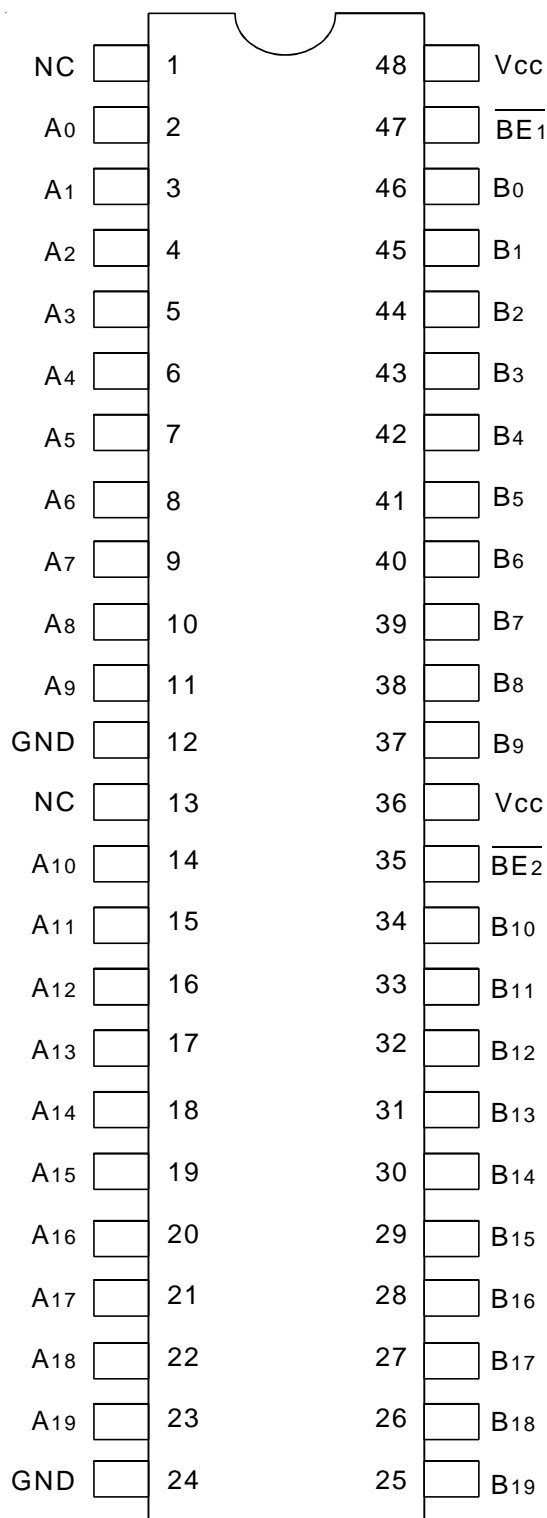 NC 1 48 Vcc
A0 2 47 B̅E̅1̅
A1 3 46 B0
A2 4 45 B1
A3 5 44 B2
A4 6 43 B3
A5 7 42 B4
A6 8 41 B5
A7 9 40 B6
A8 10 39 B7
A9 11 38 B8
GND 12 37 B9
NC 13 36 Vcc
A10 14 35 B̅E̅2̅
A11 15 34 B10
A12 16 33 B11
A13 17 32 B12
A14 18 31 B13
A15 19 30 B14
A16 20 29 B15
A17 21 28 B16
A18 22 27 B17
A19 23 26 B18
GND 24 25 B19